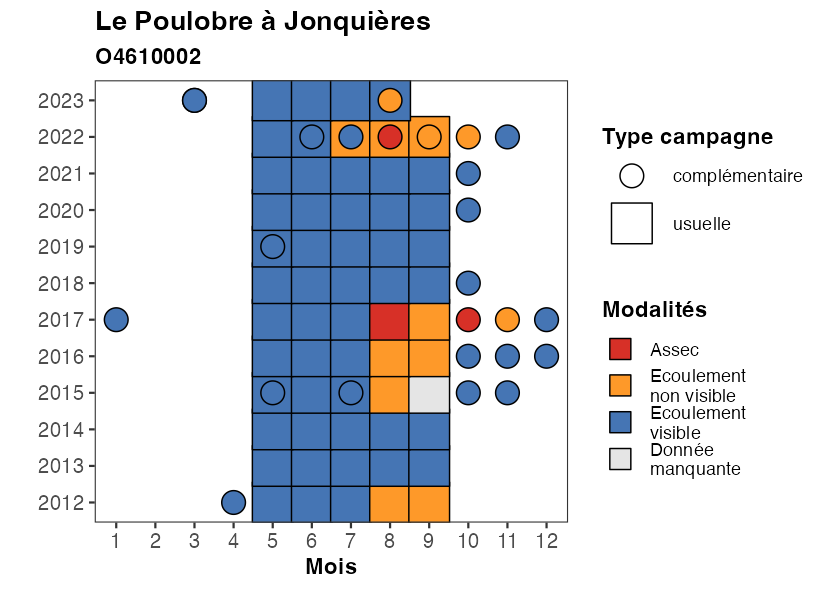 Le Poulobre à Jonquières
O4610002
2023
2022
2021
2020
2019
2018
2017
2016
2015
2014
2013
2012
1 2 3 4 5 6 7 8 9 10 11 12
Mois
Type campagne
complémentaire
usuelle
Modalités
Assec
Ecoulement
non visible
Ecoulement
visible
Donnée
manquante